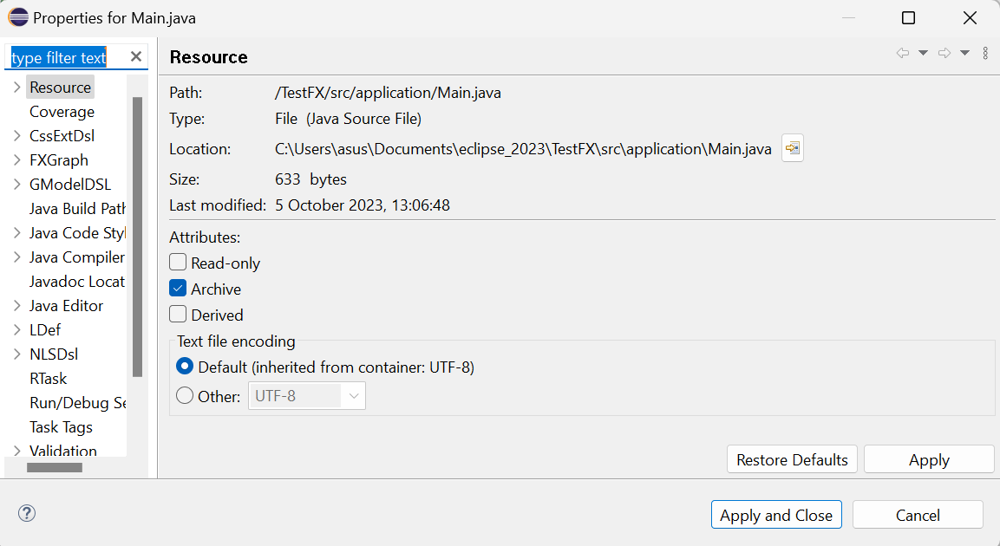 Properties for Main.java
type filter text
Resource
Coverage
CssExtDsl
FXGraph
GModelDSL
Java Build Path
Java Code Styl
Java Compiler
Javadoc Locat
Java Editor
LDef
NLSDsl
RTask
Run/Debug Se
Task Tags
Validation
Resource
Path: /TestFX/src/application/Main.java
Type: File (Java Source File)
Location: C:\Users\asus\Documents\eclipse_2023\TestFX\src\application\Main.java
Size: 633 bytes
Last modified: 5 October 2023, 13:06:48
Attributes:
Read-only
Archive
Derived
Text file encoding
Default (inherited from container: UTF-8)
Other: UTF-8
Restore Defaults Apply
Apply and Close Cancel